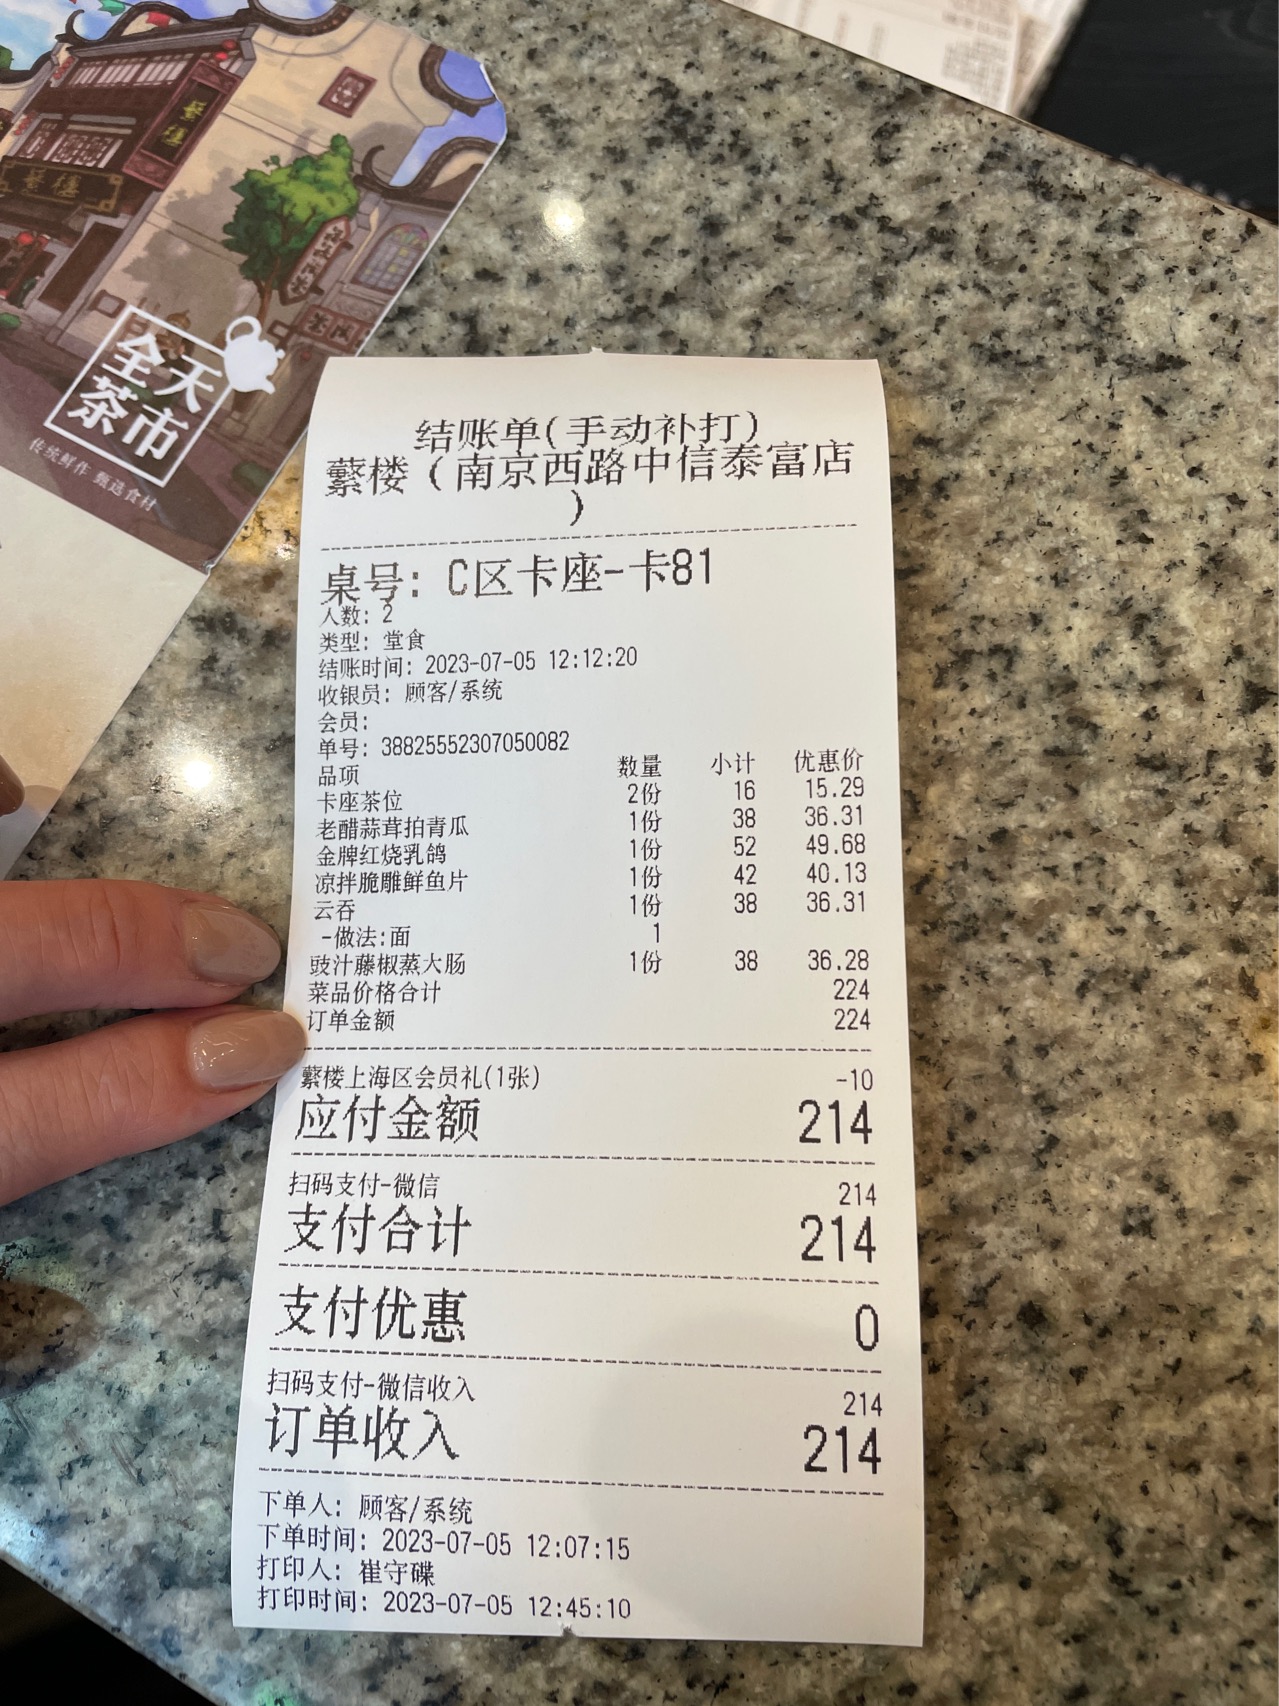 全天
茶市
传统鲜作 甄选食材
结账单(手动补打)
蘩楼（南京西路中信泰富店
）
桌号: C区卡座-卡81
人数: 2
类型: 堂食
结账时间: 2023-07-05 12:12:20
收银员: 顾客/系统
会员:
单号: 38825552307050082
品项 数量 小计 优惠价
卡座茶位 2份 16 15.29
老醋蒜茸拍青瓜 1份 38 36.31
金牌红烧乳鸽 1份 52 49.68
凉拌脆雕鲜鱼片 1份 42 40.13
云吞 1份 38 36.31
-做法:面 1
豉汁藤椒蒸大肠 1份 38 36.28
菜品价格合计 224
订单金额 224
蘩楼上海区会员礼(1张) -10
应付金额 214
扫码支付-微信 214
支付合计 214
支付优惠 0
扫码支付-微信收入 214
订单收入 214
下单人: 顾客/系统
下单时间: 2023-07-05 12:07:15
打印人: 崔守碟
打印时间: 2023-07-05 12:45:10